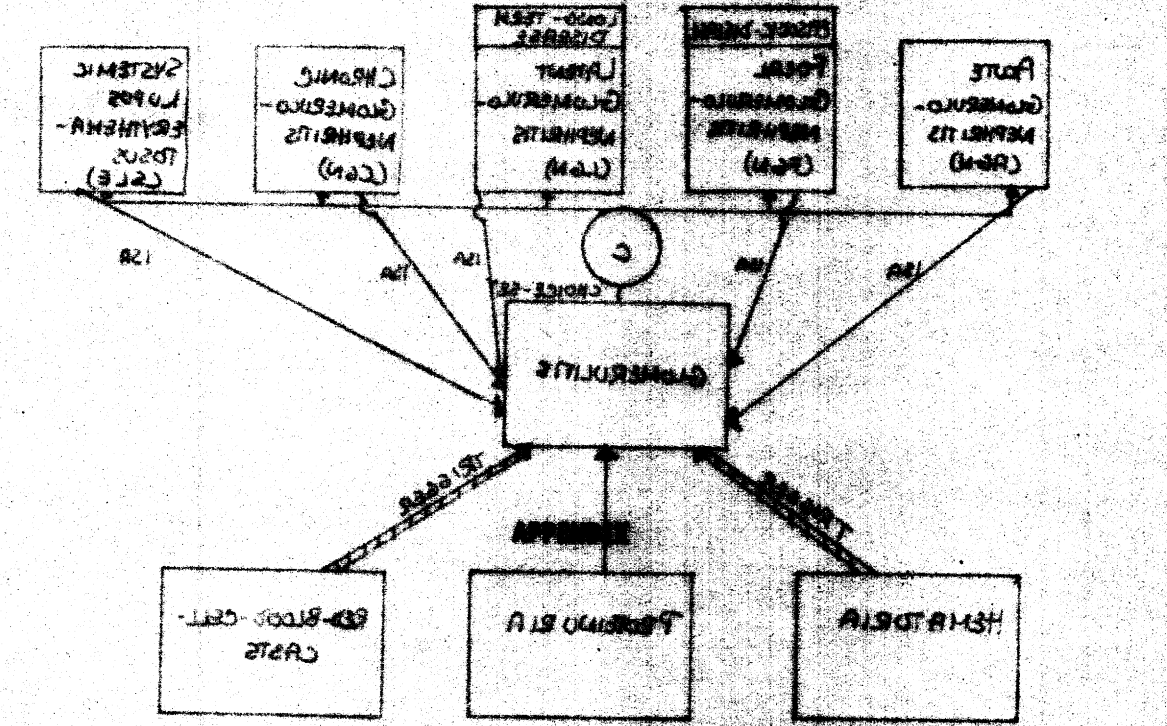 ACUTE
GLOMERULO-
NEPHRITIS
(AGN)
FOCAL
GLOMERULO-
NEPHRITIS
(FGN)
LONG-TERM
DISEASE
LATENT
GLOMERULO-
NEPHRITIS
(LGN)
CHRONIC
GLOMERULO-
NEPHRITIS
(CGN)
SYSTEMIC
LUPUS
ERYTHEMA-
TOSUS
(SLE)
ISA
ISA
C
ISA
ISA
ISA
CHOICE-SET
GLOMERULITIS
TRIGGER
TRIGGER
HEMATURIA
PROTEINURIA
RED-BLOOD-CELL-
CASTS